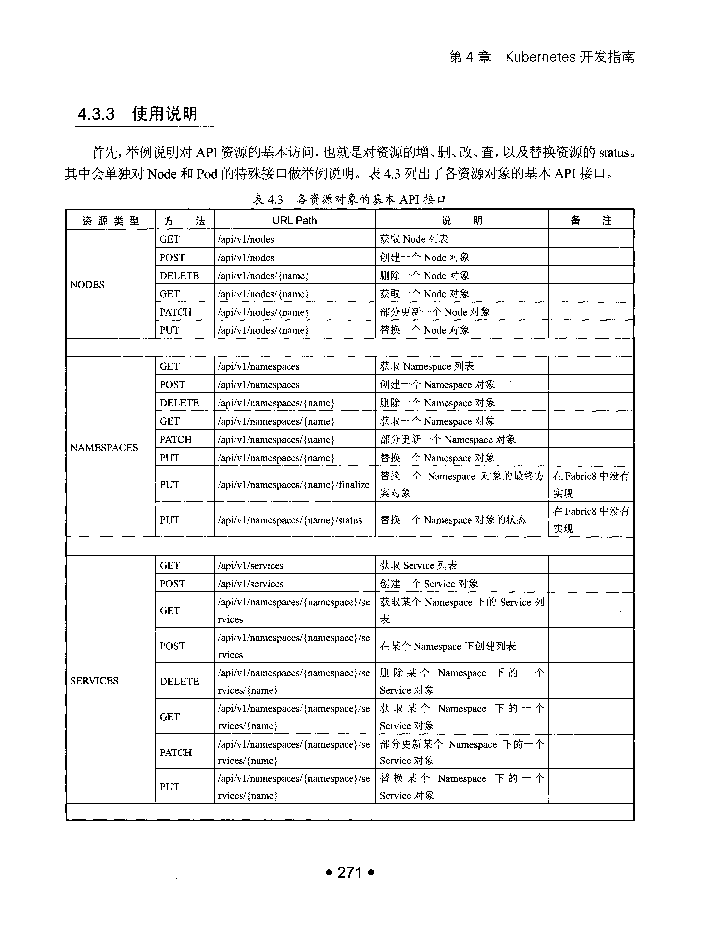 第 4 章 Kubernetes 开发指南
4.3.3 使用说明
首先,举例说明对 API 资源的基本访问,也就是对资源的增、删、改、查,以及替换资源的 status。
其中会单独对 Node 和 Pod 的特殊接口做举例说明。表 4.3 列出了各资源对象的基本 API 接口。
表 4.3 各资源对象的基本 API 接口
资 源 类 型 方 法 URL Path 说 明 备 注
NODES
GET /api/v1/nodes 获取 Node 列表
POST /api/v1/nodes 创建一个 Node 对象
DELETE /api/v1/nodes/{name} 删除一个 Node 对象
GET /api/v1/nodes/{name} 获取一个 Node 对象
PATCH /api/v1/nodes/{name} 部分更新一个 Node 对象
PUT /api/v1/nodes/{name} 替换一个 Node 对象
NAMESPACES
GET /api/v1/namespaces 获取 Namespace 列表
POST /api/v1/namespaces 创建一个 Namespace 对象
DELETE /api/v1/namespaces/{name} 删除一个 Namespace 对象
GET /api/v1/namespaces/{name} 获取一个 Namespace 对象
PATCH /api/v1/namespaces/{name} 部分更新一个 Namespace 对象
PUT /api/v1/namespaces/{name} 替换一个 Namespace 对象
PUT /api/v1/namespaces/{name}/finalize 替换一个 Namespace 对象的最终方
案对象
在 Fabric8 中没有
实现
PUT /api/v1/namespaces/{name}/status 替换一个 Namespace 对象的状态
在 Fabric8 中没有
实现
SERVICES
GET /api/v1/services 获取 Service 列表
POST /api/v1/services 创建一个 Service 对象
GET
/api/v1/namespaces/{namespace}/se
rvices
获取某个 Namespace 下的 Service 列
表
POST
/api/v1/namespaces/{namespace}/se
rvices
在某个 Namespace 下创建列表
DELETE
/api/v1/namespaces/{namespace}/se
rvices/{name}
删除某个 Namespace 下的一个
Service 对象
GET
/api/v1/namespaces/{namespace}/se
rvices/{name}
获取某个 Namespace 下的一个
Service 对象
PATCH
/api/v1/namespaces/{namespace}/se
rvices/{name}
部分更新某个 Namespace 下的一个
Service 对象
PUT
/api/v1/namespaces/{namespace}/se
rvices/{name}
替换某个 Namespace 下的一个
Service 对象
• 271 •